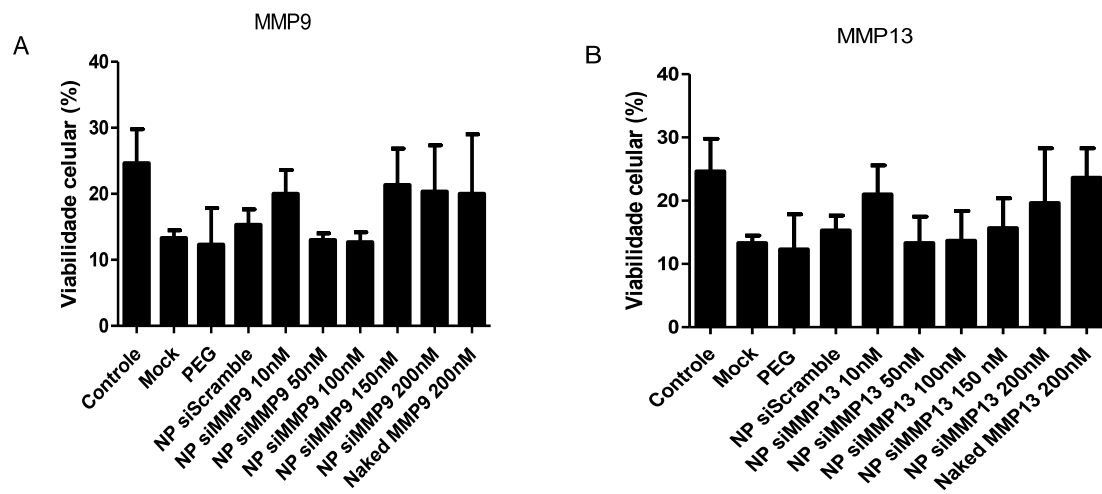 MMP9
A
Viabilidade celular (%)
40
30
20
10
0
Controle
Mock
PEG
NP siScramble
NP siMMP9 10nM
NP siMMP9 50nM
NP siMMP9 100nM
NP siMMP9 150nM
NP siMMP9 200nM
Naked MMP9 200nM
MMP13
B
Viabilidade celular (%)
40
30
20
10
0
Controle
Mock
PEG
NP siScramble
NP siMMP13 10nM
NP siMMP13 50nM
NP siMMP13 100nM
NP siMMP13 150 nM
NP siMMP13 200nM
Naked MMP13 200nM